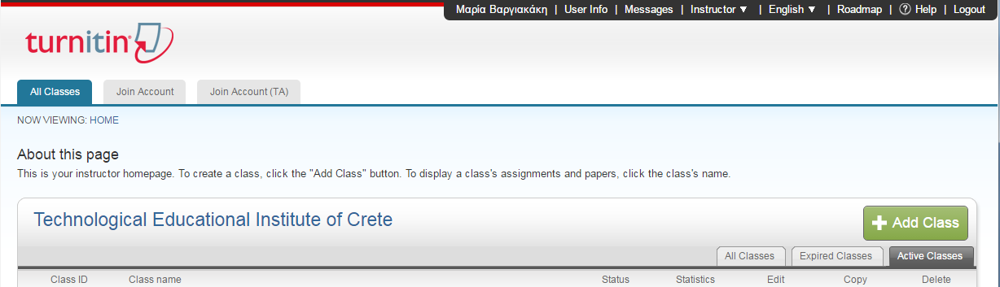 Μαρία Βαργιακάκη | User Info | Messages | Instructor ▼ | English ▼ | Roadmap | ? Help | Logout
turnitin
All Classes Join Account Join Account (TA)
NOW VIEWING: HOME
About this page
This is your instructor homepage. To create a class, click the "Add Class" button. To display a class's assignments and papers, click the class's name.
Technological Educational Institute of Crete
+ Add Class
All Classes Expired Classes Active Classes
Class ID Class name Status Statistics Edit Copy Delete